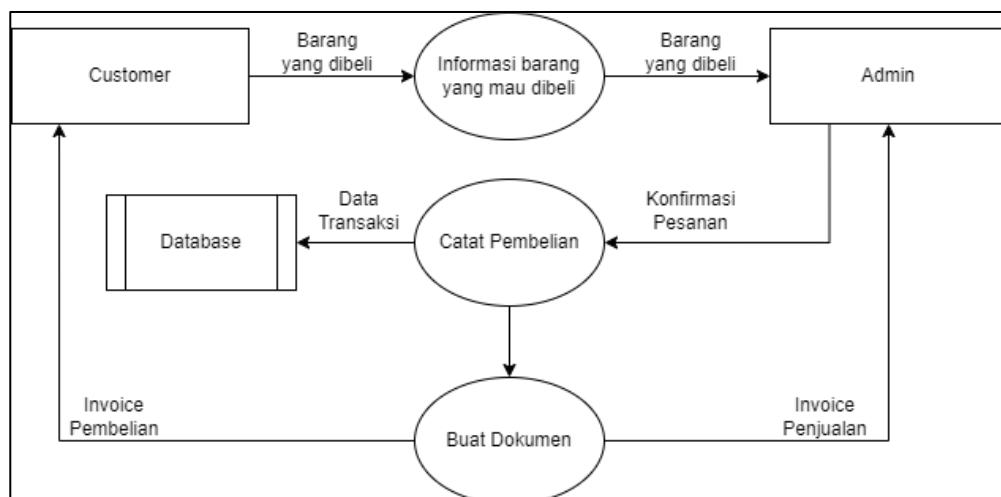 Customer
Barang
yang dibeli
Informasi barang
yang mau dibeli
Barang
yang dibeli
Admin
Database
Data
Transaksi
Catat Pembelian
Konfirmasi
Pesanan
Invoice
Pembelian
Buat Dokumen
Invoice
Penjualan